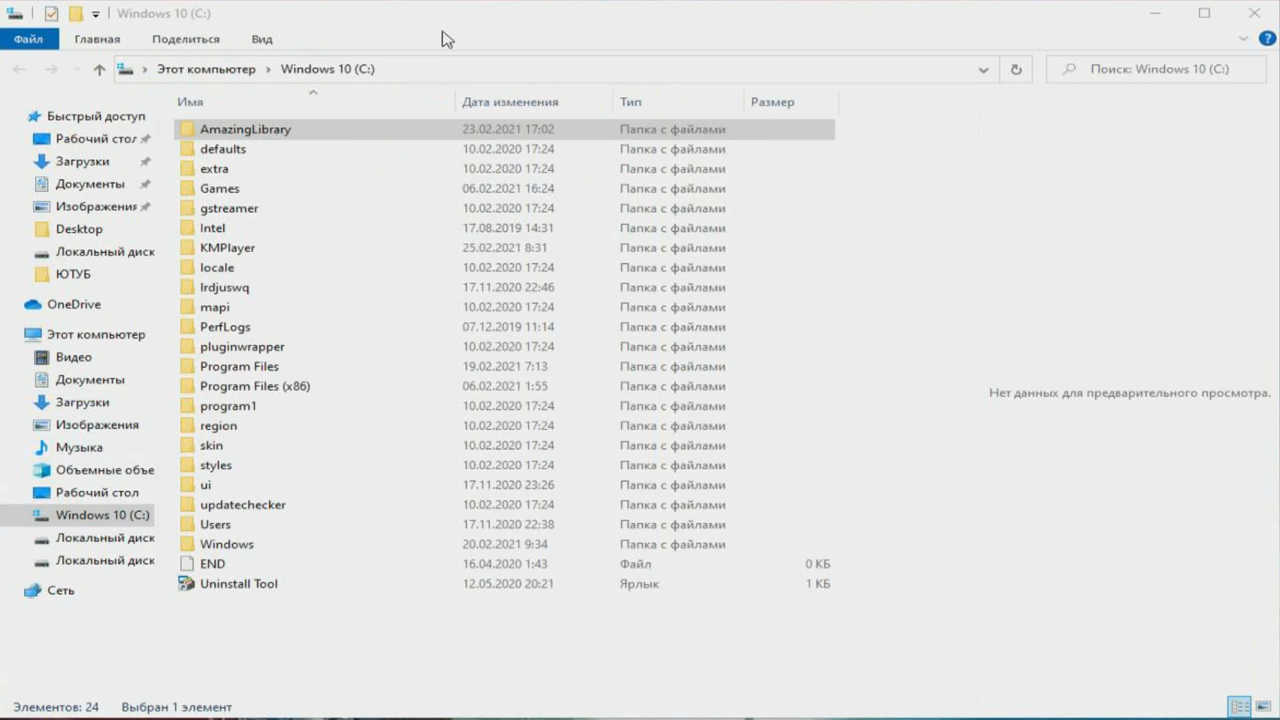 Windows 10 (C:)
Файл Главная Поделиться Вид
Этот компьютер Windows 10 (C:) Поиск: Windows 10 (C:)
Имя Дата изменения Тип Размер
Быстрый доступ
Рабочий стол
Загрузки
Документы
Изображения
Desktop
Локальный диск
ЮТУБ
OneDrive
Этот компьютер
Видео
Документы
Загрузки
Изображения
Музыка
Объемные объе
Рабочий стол
Windows 10 (C:)
Локальный диск
Локальный диск
Сеть
AmazingLibrary 23.02.2021 17:02 Папка с файлами
defaults 10.02.2020 17:24 Папка с файлами
extra 10.02.2020 17:24 Папка с файлами
Games 06.02.2021 16:24 Папка с файлами
gstreamer 10.02.2020 17:24 Папка с файлами
Intel 17.08.2019 14:31 Папка с файлами
KMPlayer 25.02.2021 8:31 Папка с файлами
locale 10.02.2020 17:24 Папка с файлами
lrdjuswq 17.11.2020 22:46 Папка с файлами
mapi 10.02.2020 17:24 Папка с файлами
PerfLogs 07.12.2019 11:14 Папка с файлами
pluginwrapper 10.02.2020 17:24 Папка с файлами
Program Files 19.02.2021 7:13 Папка с файлами
Program Files (x86) 06.02.2021 1:55 Папка с файлами
program1 10.02.2020 17:24 Папка с файлами
region 10.02.2020 17:24 Папка с файлами
skin 10.02.2020 17:24 Папка с файлами
styles 10.02.2020 17:24 Папка с файлами
ui 17.11.2020 23:26 Папка с файлами
updatechecker 10.02.2020 17:24 Папка с файлами
Users 17.11.2020 22:38 Папка с файлами
Windows 20.02.2021 9:34 Папка с файлами
END 16.04.2020 1:43 Файл 0 КБ
Uninstall Tool 12.05.2020 20:21 Ярлык 1 КБ
Нет данных для предварительного просмотра.
Элементов: 24 Выбран 1 элемент